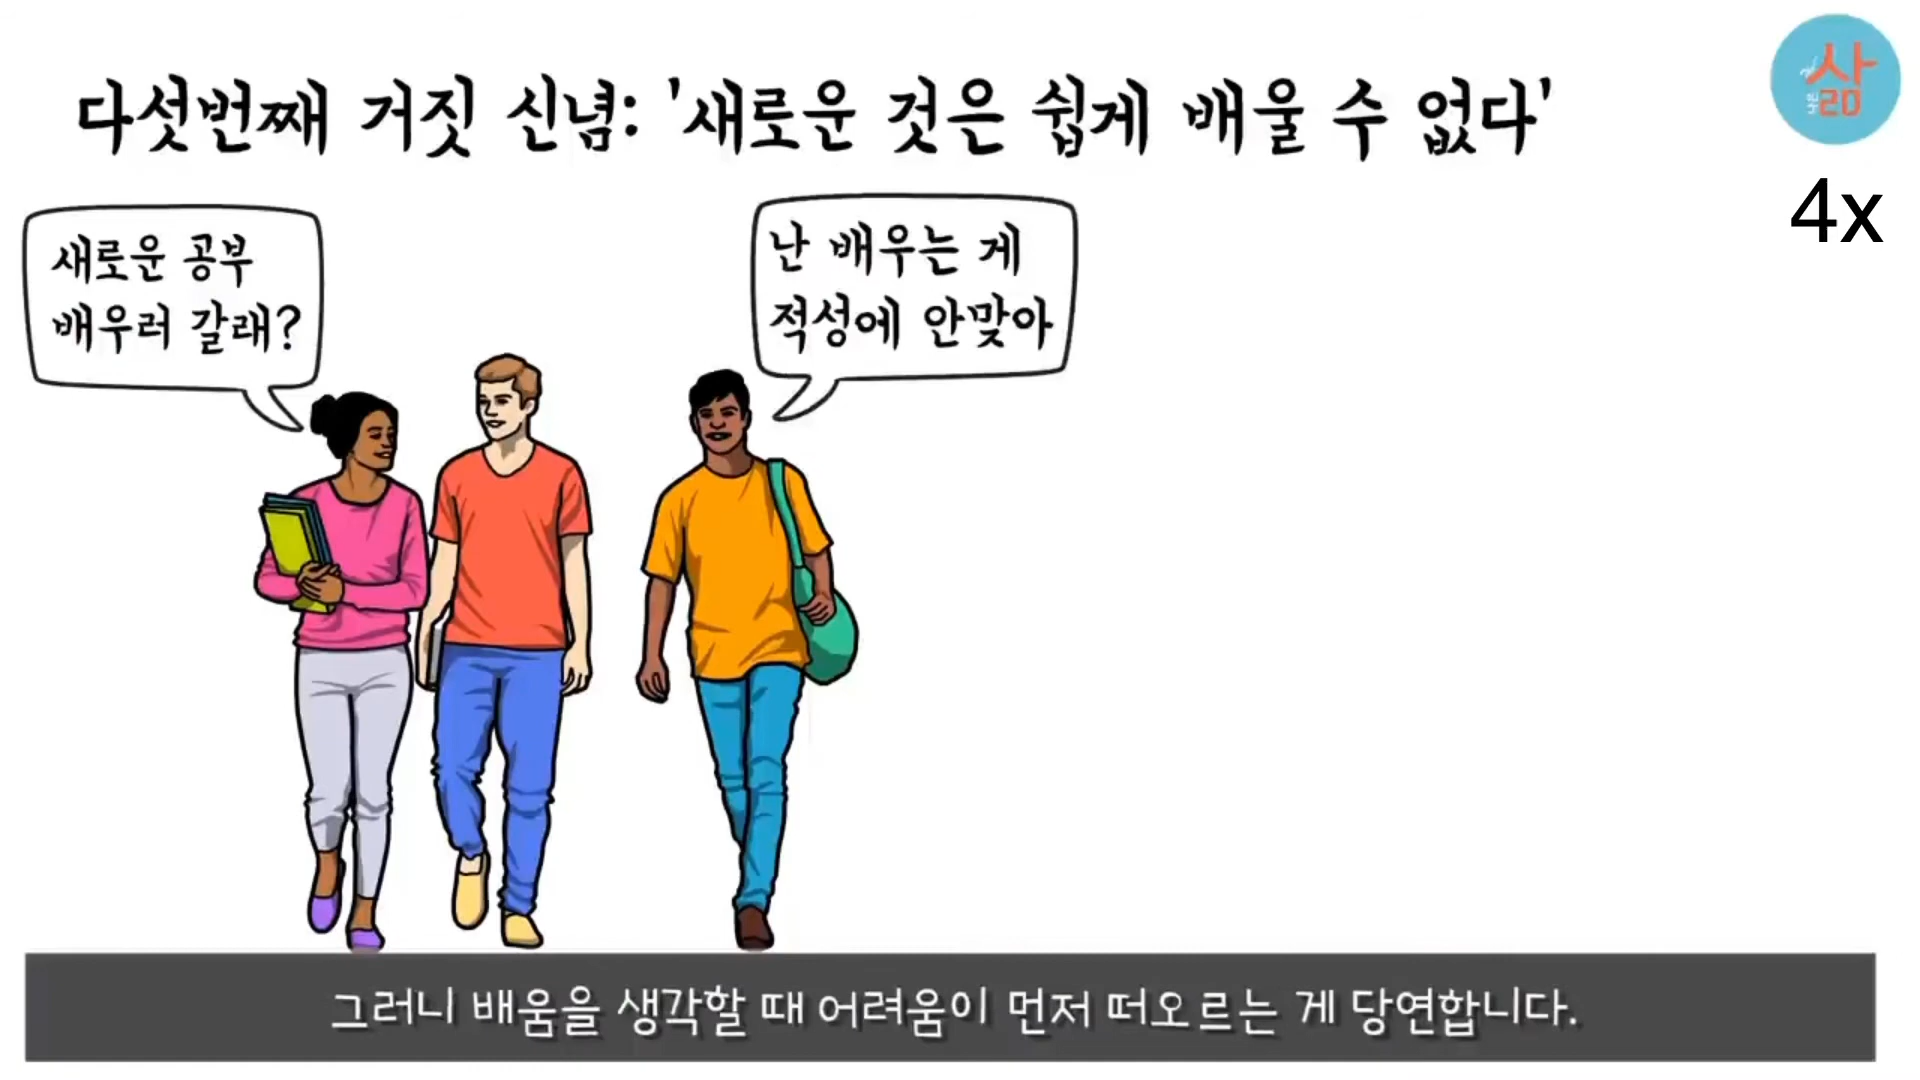 다섯번째 거짓 신념: '새로운 것은 쉽게 배울 수 없다'
삶
4x
새로운 공부
배우러 갈래?
난 배우는 게
적성에 안맞아
그러니 배움을 생각할 때 어려움이 먼저 떠오르는 게 당연합니다.